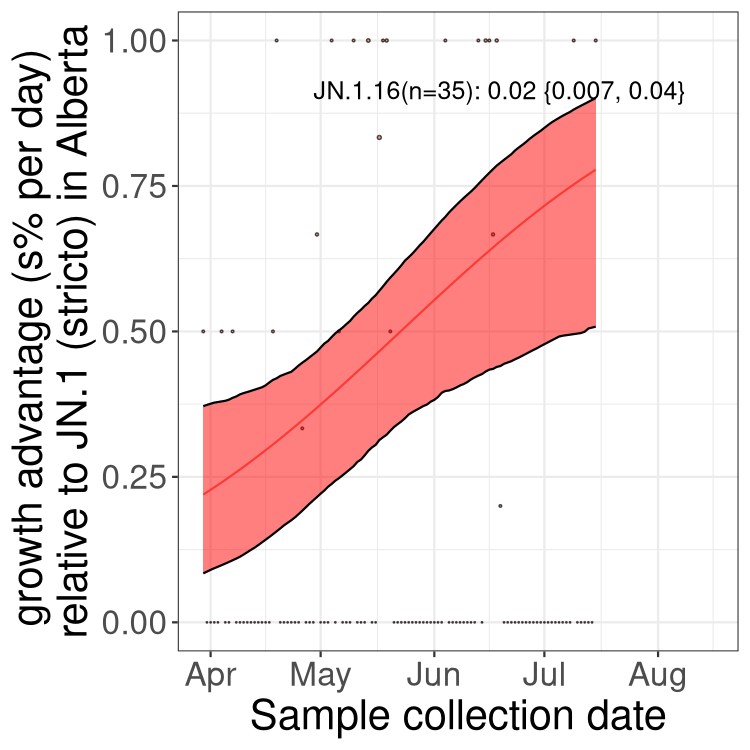 growth advantage (s% per day)
relative to JN.1 (stricto) in Alberta
1.00
0.75
0.50
0.25
0.00
JN.1.16(n=35): 0.02 {0.007, 0.04}
Apr May Jun Jul Aug
Sample collection date